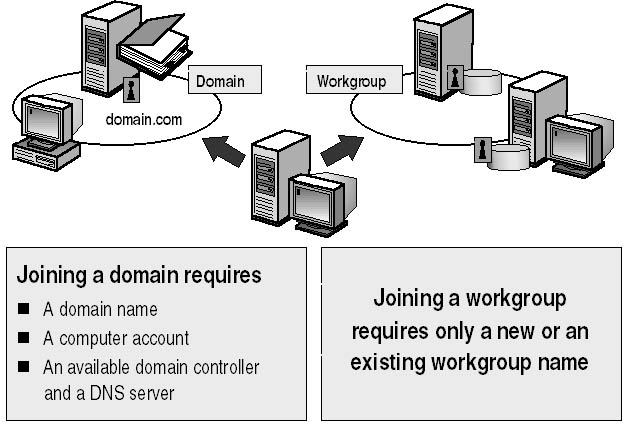 Domain
Workgroup
domain.com
Joining a domain requires
■ A domain name
■ A computer account
■ An available domain controller
and a DNS server
Joining a workgroup
requires only a new or an
existing workgroup name